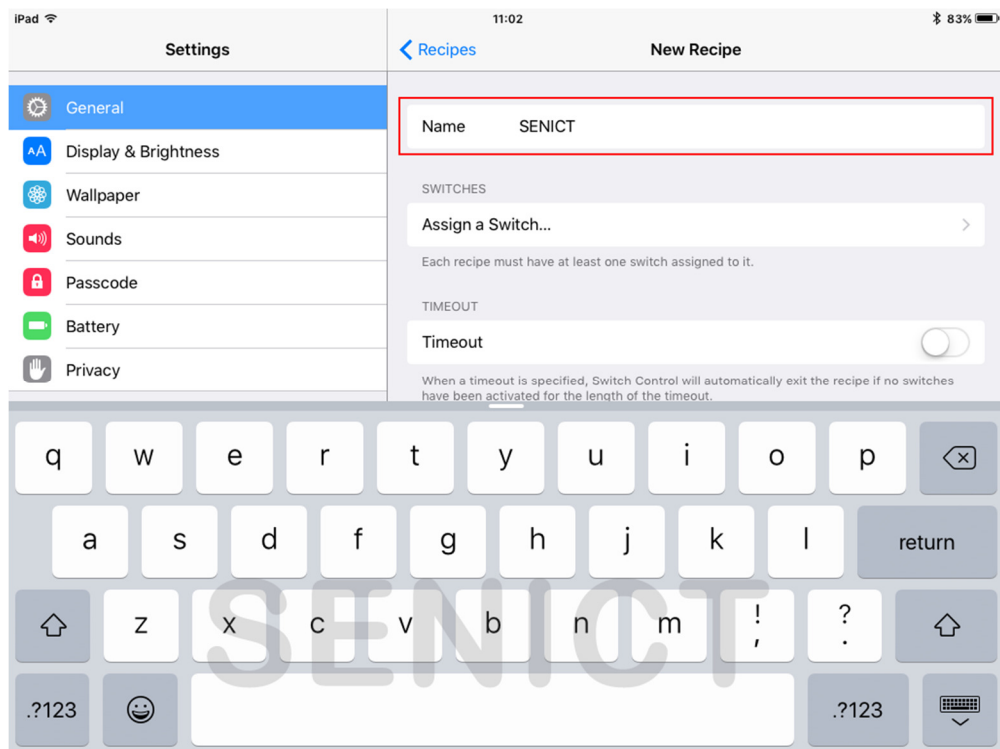 iPad 11:02 83%
Settings
Recipes New Recipe
General
Display & Brightness
Wallpaper
Sounds
Passcode
Battery
Privacy
Name SENICT
SWITCHES
Assign a Switch...
Each recipe must have at least one switch assigned to it.
TIMEOUT
Timeout
When a timeout is specified, Switch Control will automatically exit the recipe if no switches
have been activated for the length of the timeout.
q w e r t y u i o p
a s d f g h j k l return
z x c v b n m ! , ? .
.?123 .?123
SENICT